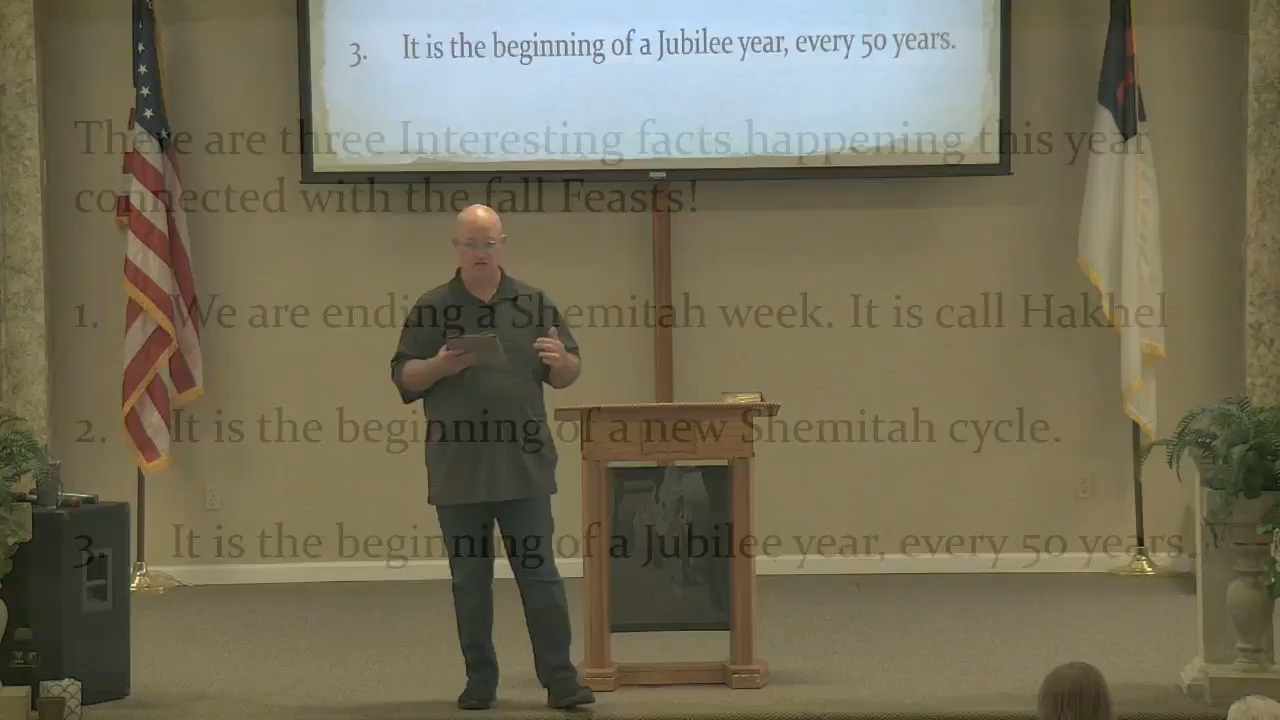 3. It is the beginning of a Jubilee year, every 50 years.
There are three Interesting facts happening this year
connected with the fall Feasts!
1. We are ending a Shemitah week. It is call Hakhel
2. It is the beginning of a new Shemitah cycle.
3. It is the beginning of a Jubilee year, every 50 years.